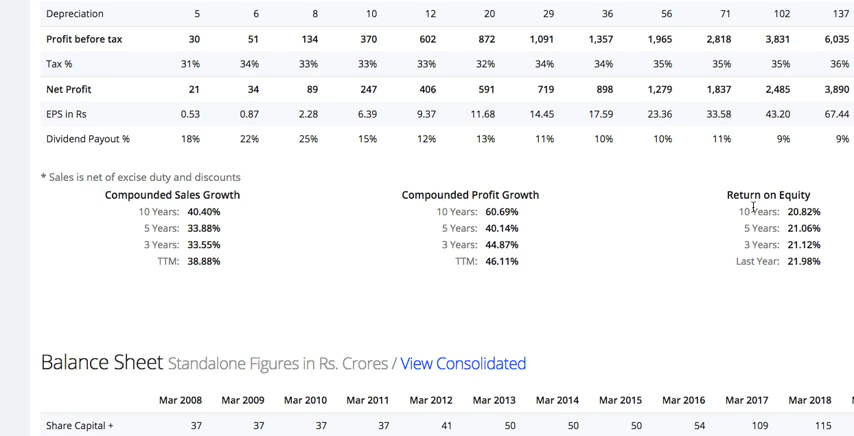 Depreciation 5 6 8 10 12 20 29 36 56 71 102 137
Profit before tax 30 51 134 370 602 872 1,091 1,357 1,965 2,818 3,831 6,035
Tax % 31% 34% 33% 33% 33% 32% 34% 34% 35% 35% 35% 36%
Net Profit 21 34 89 247 406 591 719 898 1,279 1,837 2,485 3,890
EPS in Rs 0.53 0.87 2.28 6.39 9.37 11.68 14.45 17.59 23.36 33.58 43.20 67.44
Dividend Payout % 18% 22% 25% 15% 12% 13% 11% 10% 10% 11% 9% 9%
* Sales is net of excise duty and discounts
Compounded Sales Growth Compounded Profit Growth Return on Equity
10 Years: 40.40% 10 Years: 60.69% 10 Years: 20.82%
5 Years: 33.88% 5 Years: 40.14% 5 Years: 21.06%
3 Years: 33.55% 3 Years: 44.87% 3 Years: 21.12%
TTM: 38.88% TTM: 46.11% Last Year: 21.98%
Balance Sheet Standalone Figures in Rs. Crores / View Consolidated
Mar 2008 Mar 2009 Mar 2010 Mar 2011 Mar 2012 Mar 2013 Mar 2014 Mar 2015 Mar 2016 Mar 2017 Mar 2018
Share Capital + 37 37 37 37 41 50 50 50 54 109 115